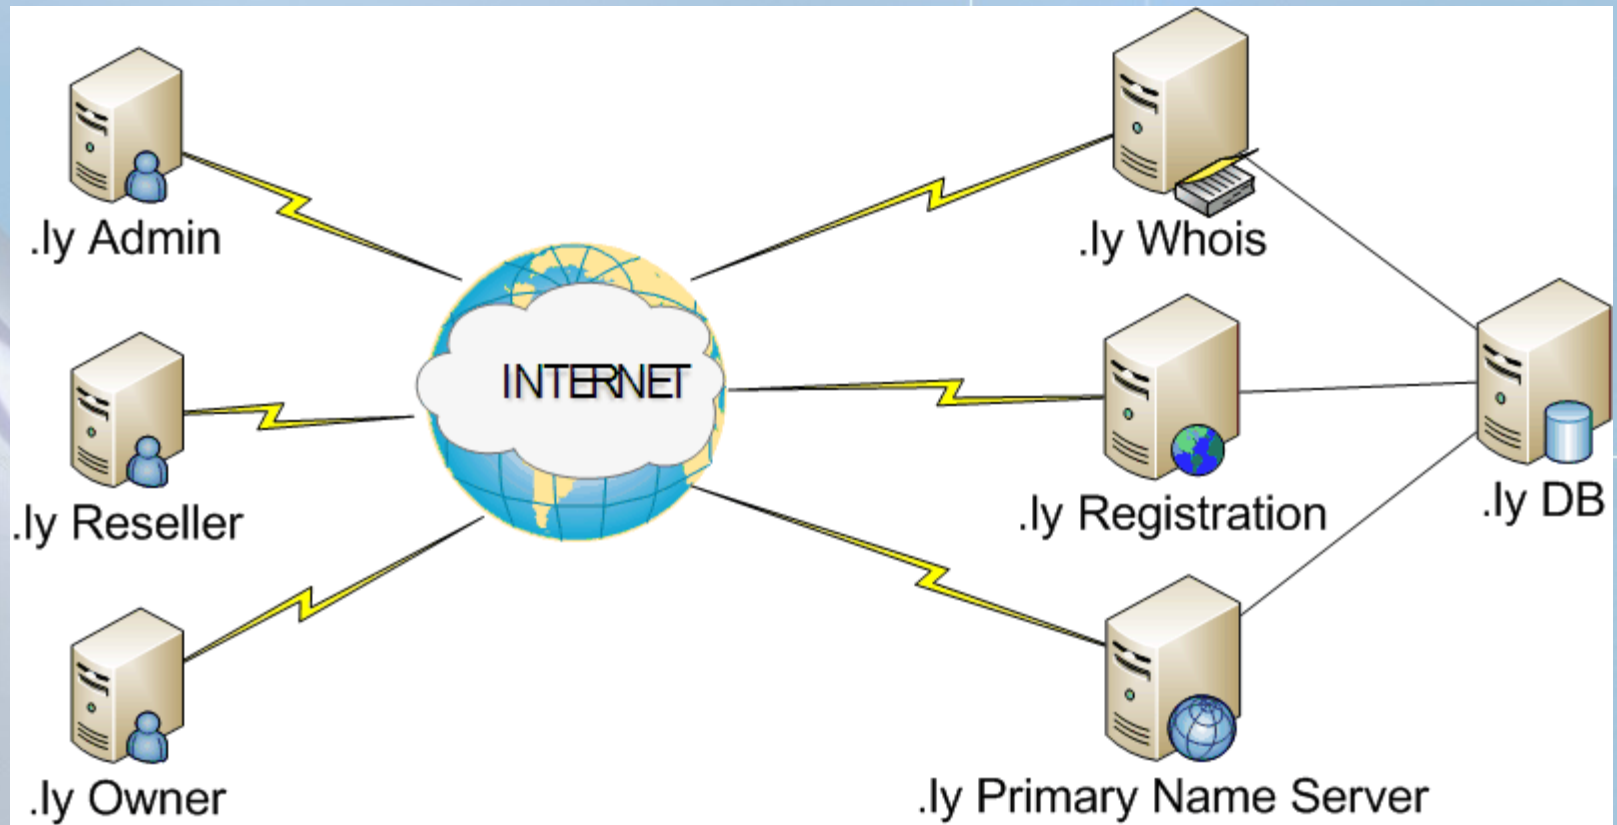 .ly Admin
.ly Whois
INTERNET
.ly Reseller
.ly Registration
.ly DB
.ly Owner
.ly Primary Name Server